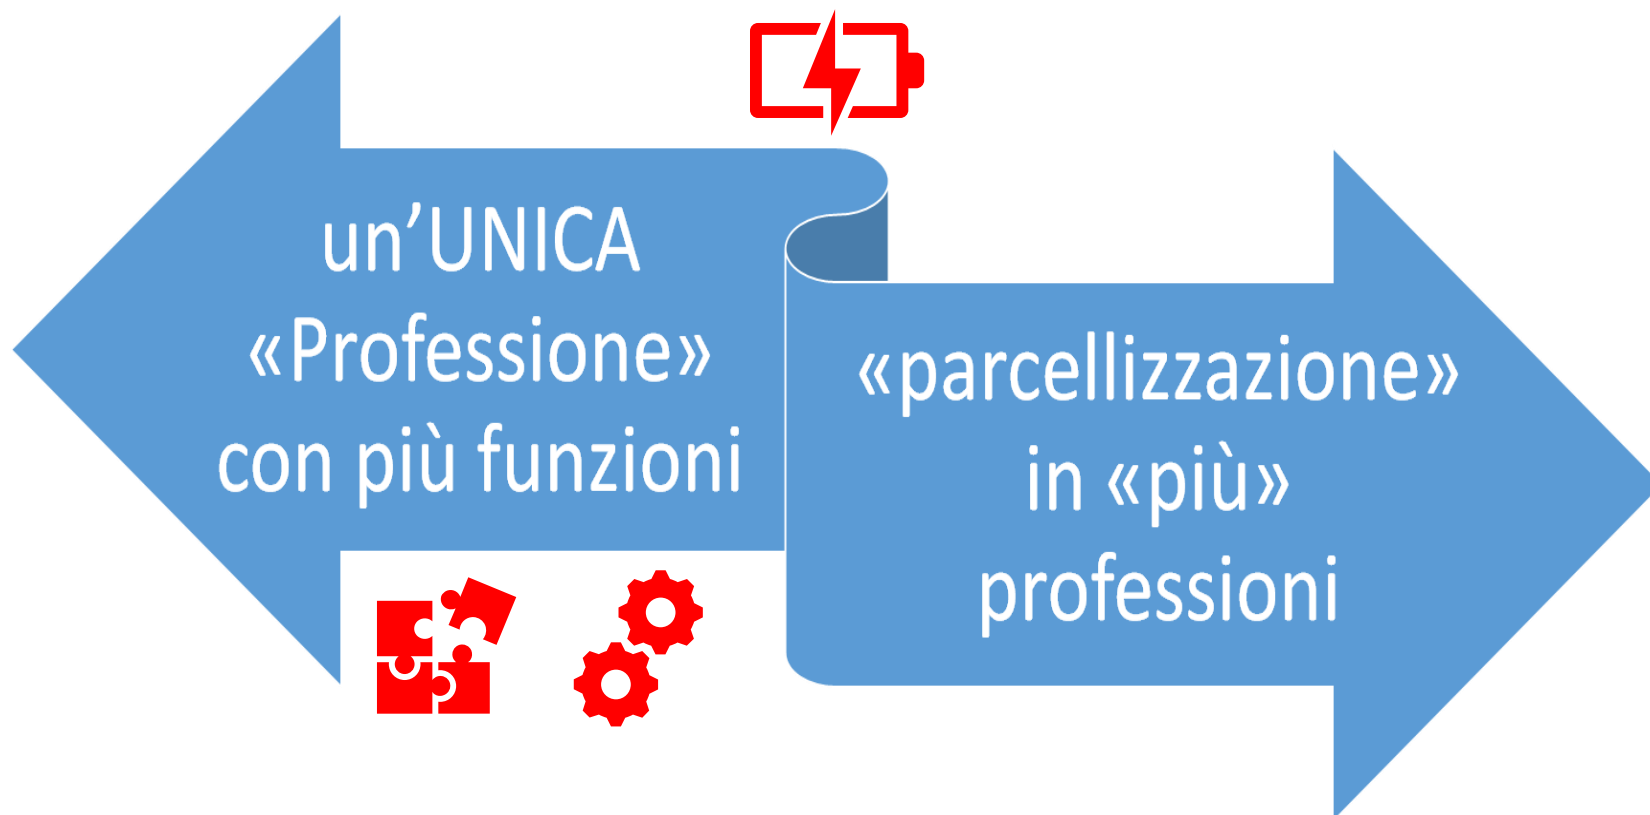 un’UNICA
«Professione»
con più funzioni
«parcellizzazione»
in «più»
professioni